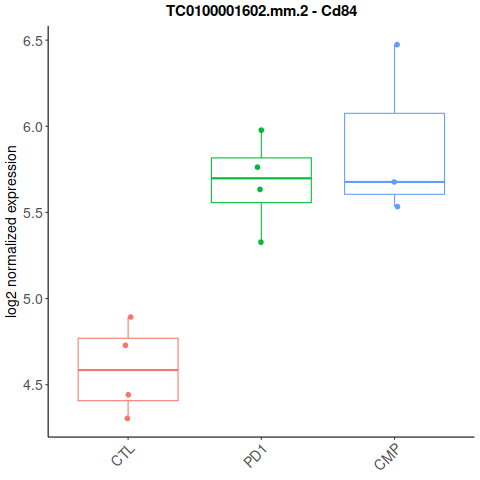 TC0100001602.mm.2 - Cd84
log2 normalized expression
6.5
6.0
5.5
5.0
4.5
CTL
PD1
CMP